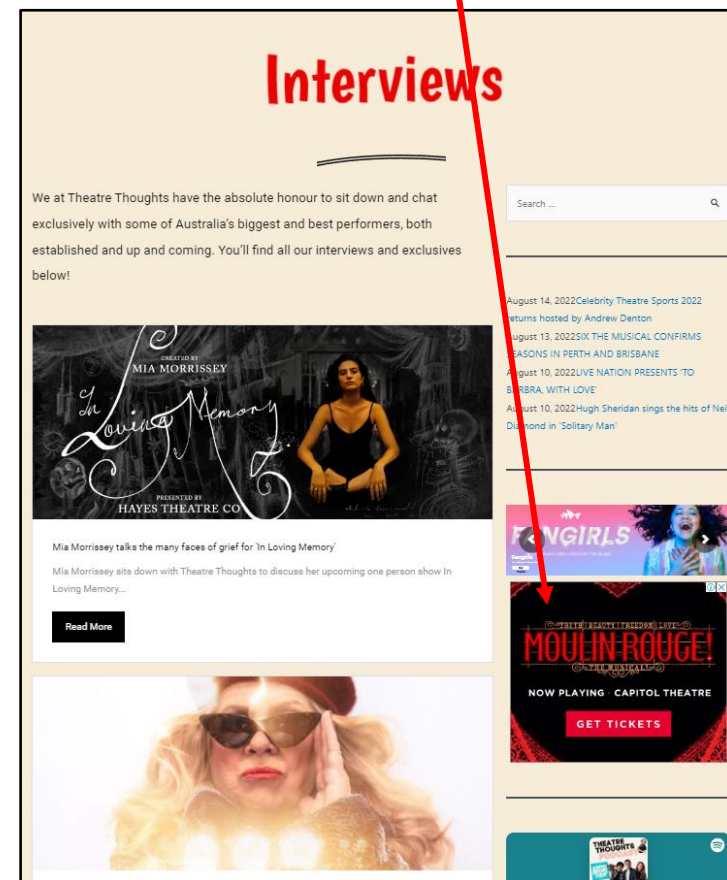 Interviews
We at Theatre Thoughts have the absolute honour to sit down and chat
exclusively with some of Australia's biggest and best performers, both
established and up and coming. You'll find all our interviews and exclusives
below!
CREATED BY
MIA MORRISSEY
In
Loving Memory
PRESENTED BY
HAYES THEATRE CO
Mia Morrissey talks the many faces of grief for 'In Loving Memory'
Mia Morrissey sits down with Theatre Thoughts to discuss her upcoming one person show In
Loving Memory...
Read More
Search ...
August 14, 2022Celebrity Theatre Sports 2022
returns hosted by Andrew Denton
August 13, 2022SIX THE MUSICAL CONFIRMS
SEASONS IN PERTH AND BRISBANE
August 10, 2022LIVE NATION PRESENTS 'TO
BARBRA, WITH LOVE'
August 10, 2022Hugh Sheridan sings the hits of Nei
Diamond in 'Solitary Man'
FANGIRLS
TRUTH BEAUTY FREEDOM LOVE
MOULIN ROUGE!
THE MUSICAL
NOW PLAYING · CAPITOL THEATRE
GET TICKETS
THEATRE
THOUGHTS
PODCAST